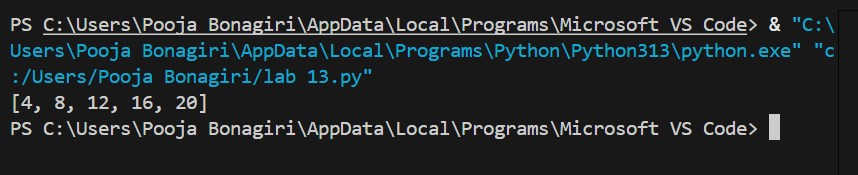 PS C:\Users\Pooja Bonagiri\AppData\Local\Programs\Microsoft VS Code> & "C:\
Users\Pooja Bonagiri\AppData\Local\Programs\Python\Python313\python.exe" "c
:/Users/Pooja Bonagiri/lab 13.py"
[4, 8, 12, 16, 20]
PS C:\Users\Pooja Bonagiri\AppData\Local\Programs\Microsoft VS Code>